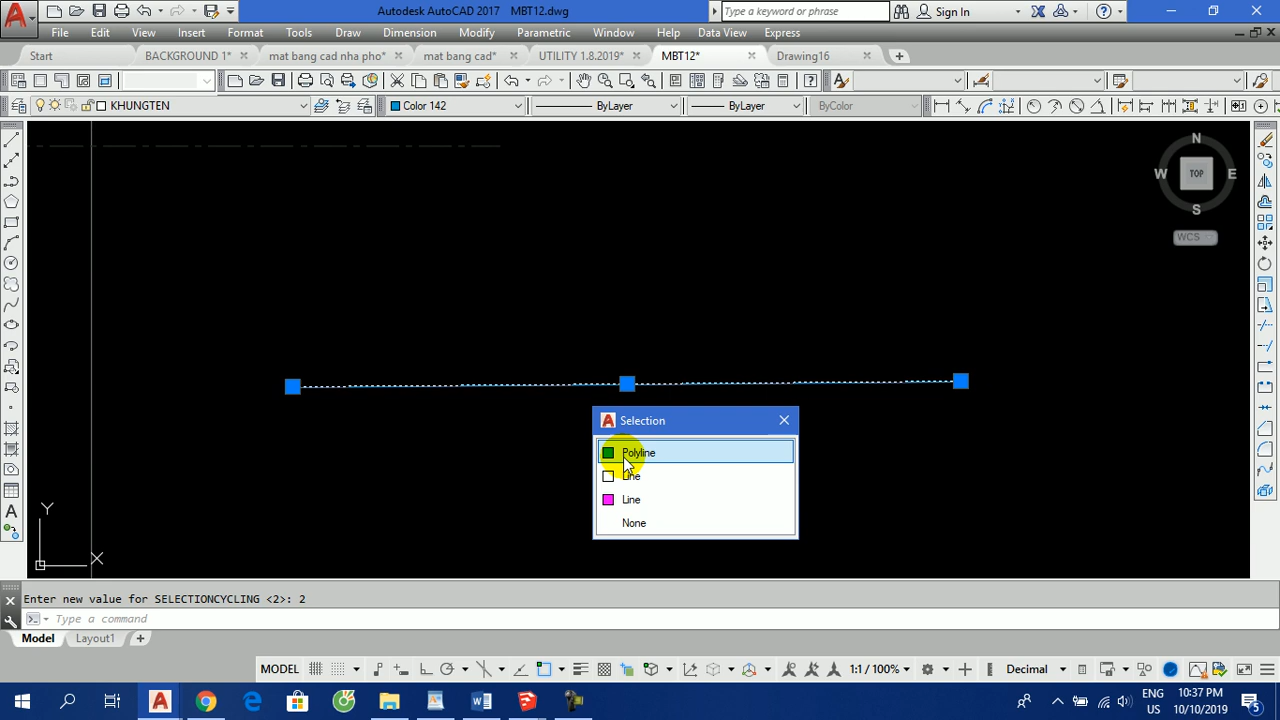 Autodesk AutoCAD 2017 MBT12.dwg
Type a keyword or phrase
Sign In
File Edit View Insert Format Tools Draw Dimension Modify Parametric Window Help Data View Express
Start BACKGROUND 1* mat bang cad nha pho* mat bang cad* UTILITY 1.8.2019* MBT12* Drawing16
KHUNGTEN Color 142 ByLayer ByLayer ByColor
N
W TOP E
S
WCS
Selection
Polyline
Line
Line
None
Y
X
Enter new value for SELECTIONCYCLING <2>: 2
Type a command
Model Layout1
MODEL 1:1 / 100% Decimal
ENG 10:37 PM
US 10/10/2019 5